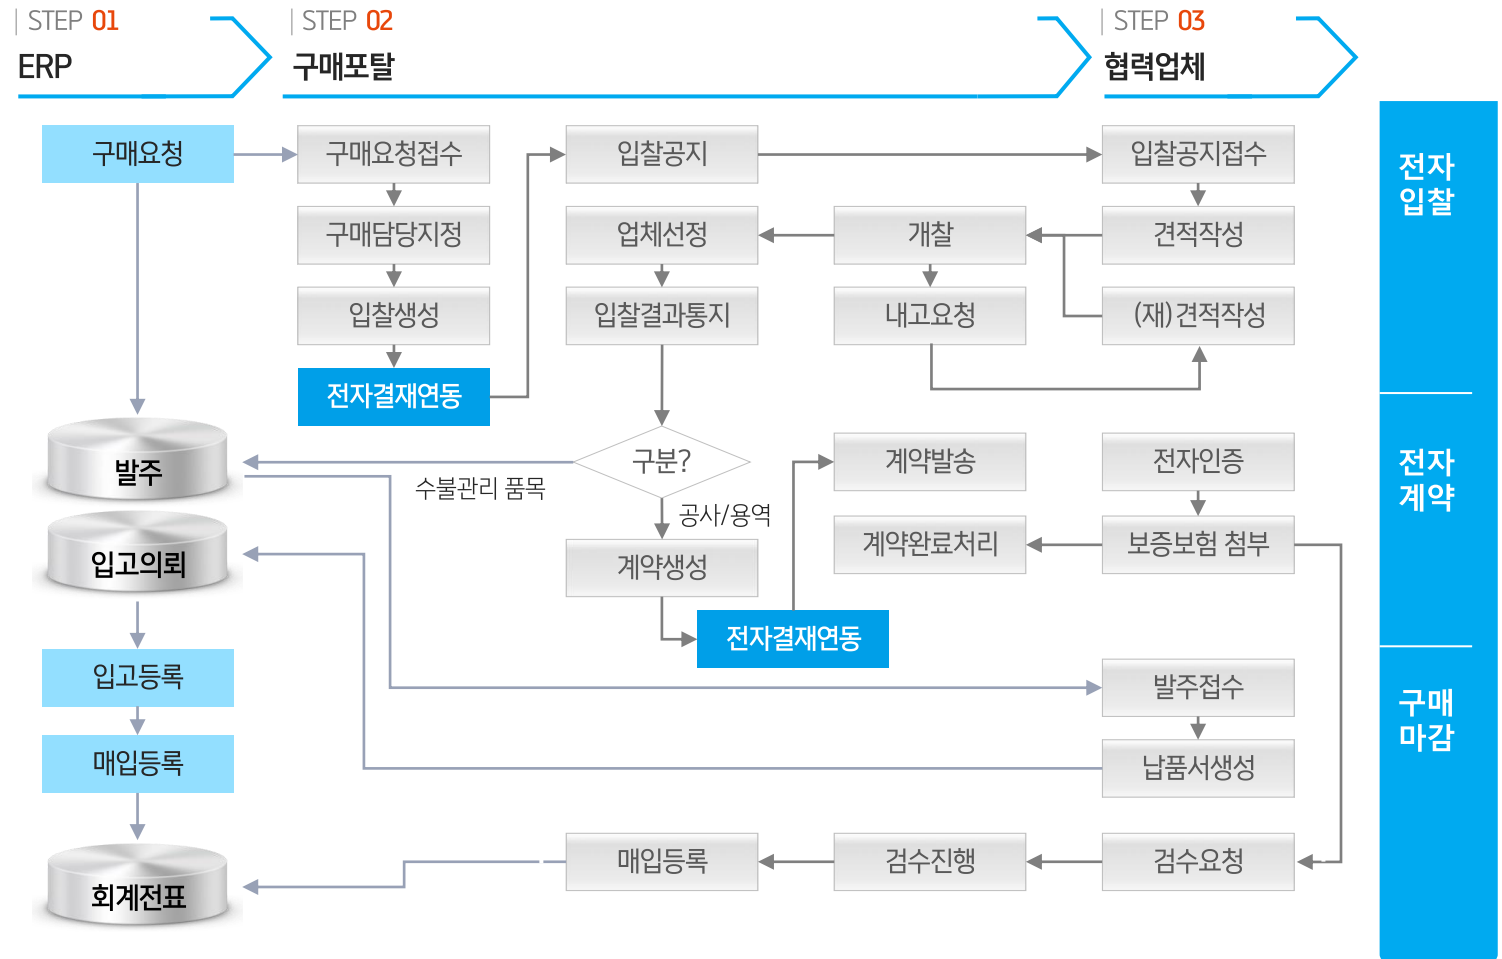 STEP 01
ERP
STEP 02
구매포탈
STEP 03
협력업체
구매요청
구매요청접수
입찰공지
입찰공지접수
전자
입찰
구매담당지정
업체선정
개찰
견적작성
입찰생성
입찰결과통지
내고요청
(재)견적작성
전자결재연동
발주
구분?
계약발송
전자인증
전자
계약
수불관리 품목
공사/용역
입고의뢰
계약생성
계약완료처리
보증보험 첨부
전자결재연동
입고등록
발주접수
구매
마감
매입등록
납품서생성
회계전표
매입등록
검수진행
검수요청